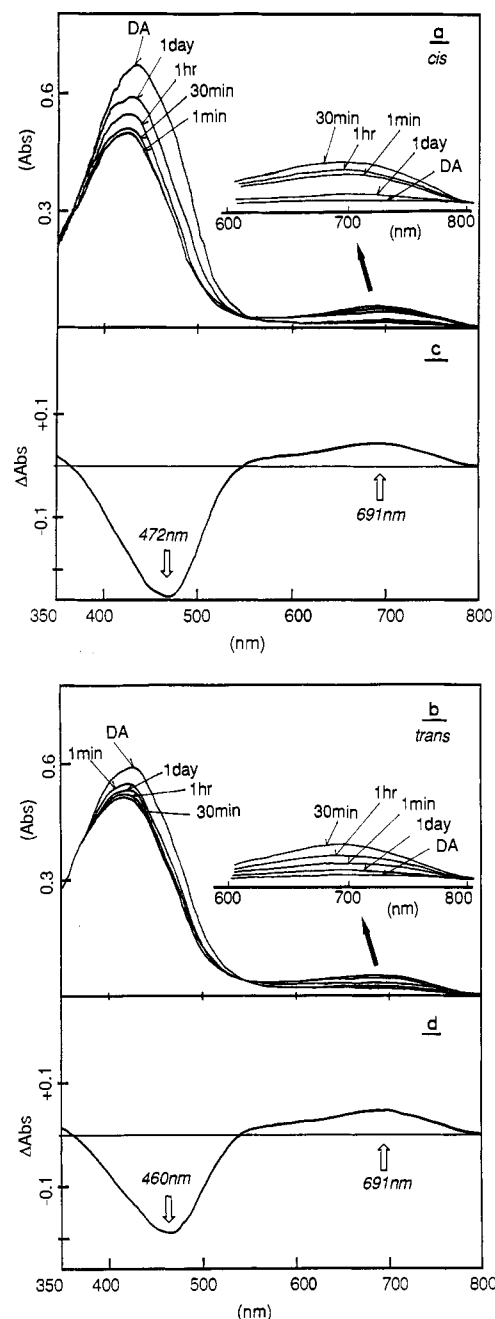 a
cis
DA
1day
1hr
30min
1min
0.6
0.3
(Abs)
30min
1hr
1min
1day
DA
600
700
800
(nm)
c
+0.1
-0.1
ΔAbs
472nm
691nm
350
400
500
600
700
800
(nm)
b
trans
DA
1min
1day
1hr
30min
0.6
0.3
(Abs)
30min
1hr
1min
1day
DA
600
700
800
(nm)
d
+0.1
-0.1
ΔAbs
460nm
691nm
350
400
500
600
700
800
(nm)